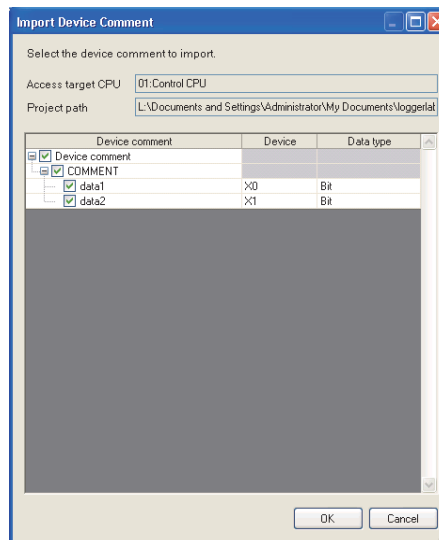 Import Device Comment
Select the device comment to import.
Access target CPU 01:Control CPU
Project path L:\Documents and Settings\Administrator\My Documents\loggerlab
Device comment Device Data type
Device comment
COMMENT
data1 X0 Bit
data2 X1 Bit
OK Cancel